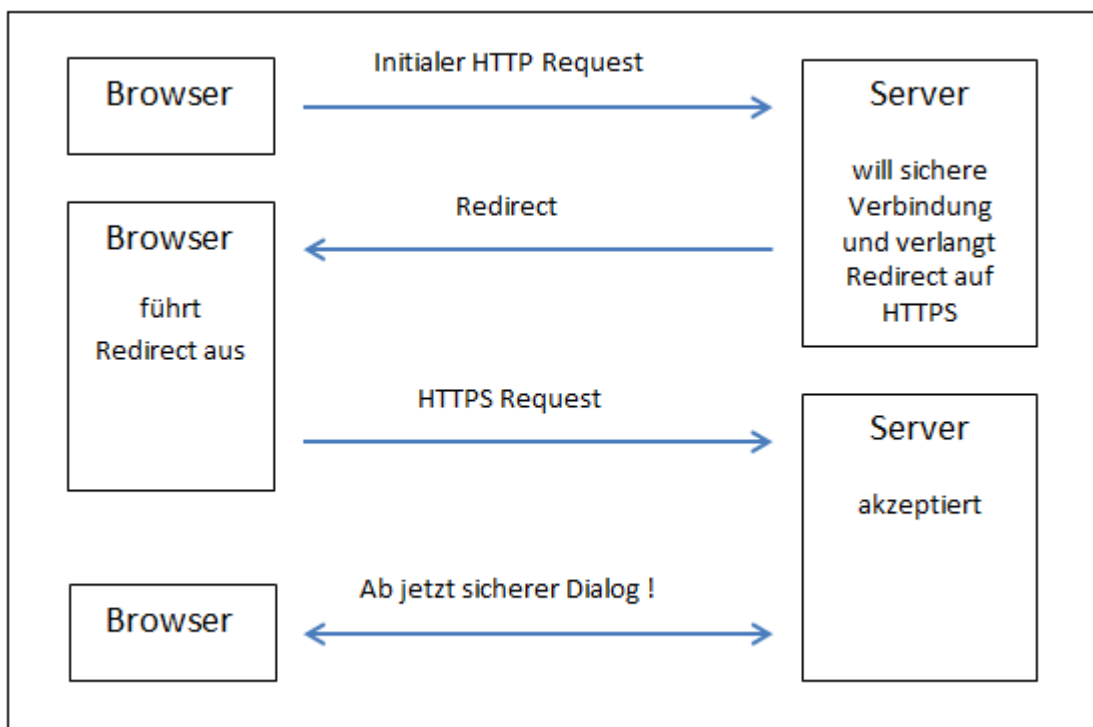 Initialer HTTP Request
Browser
Server
will sichere
Verbindung
und verlangt
Redirect auf
HTTPS
Redirect
Browser
führt
Redirect aus
HTTPS Request
Server
akzeptiert
Ab jetzt sicherer Dialog !
Browser